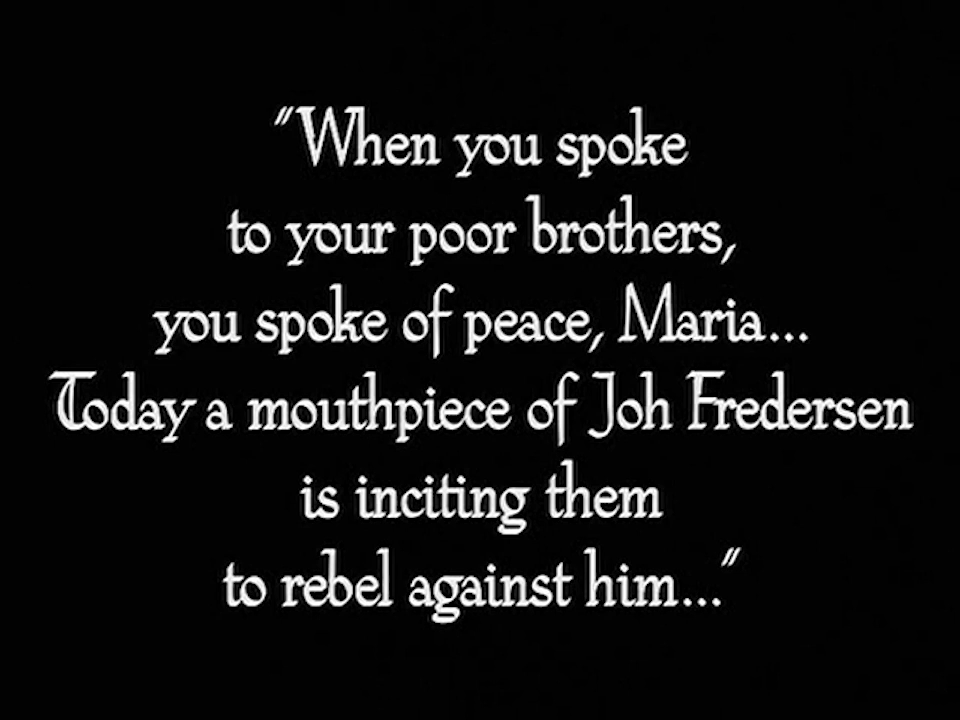 "When you spoke
to your poor brothers,
you spoke of peace, Maria...
Today a mouthpiece of Joh Fredersen
is inciting them
to rebel against him..."